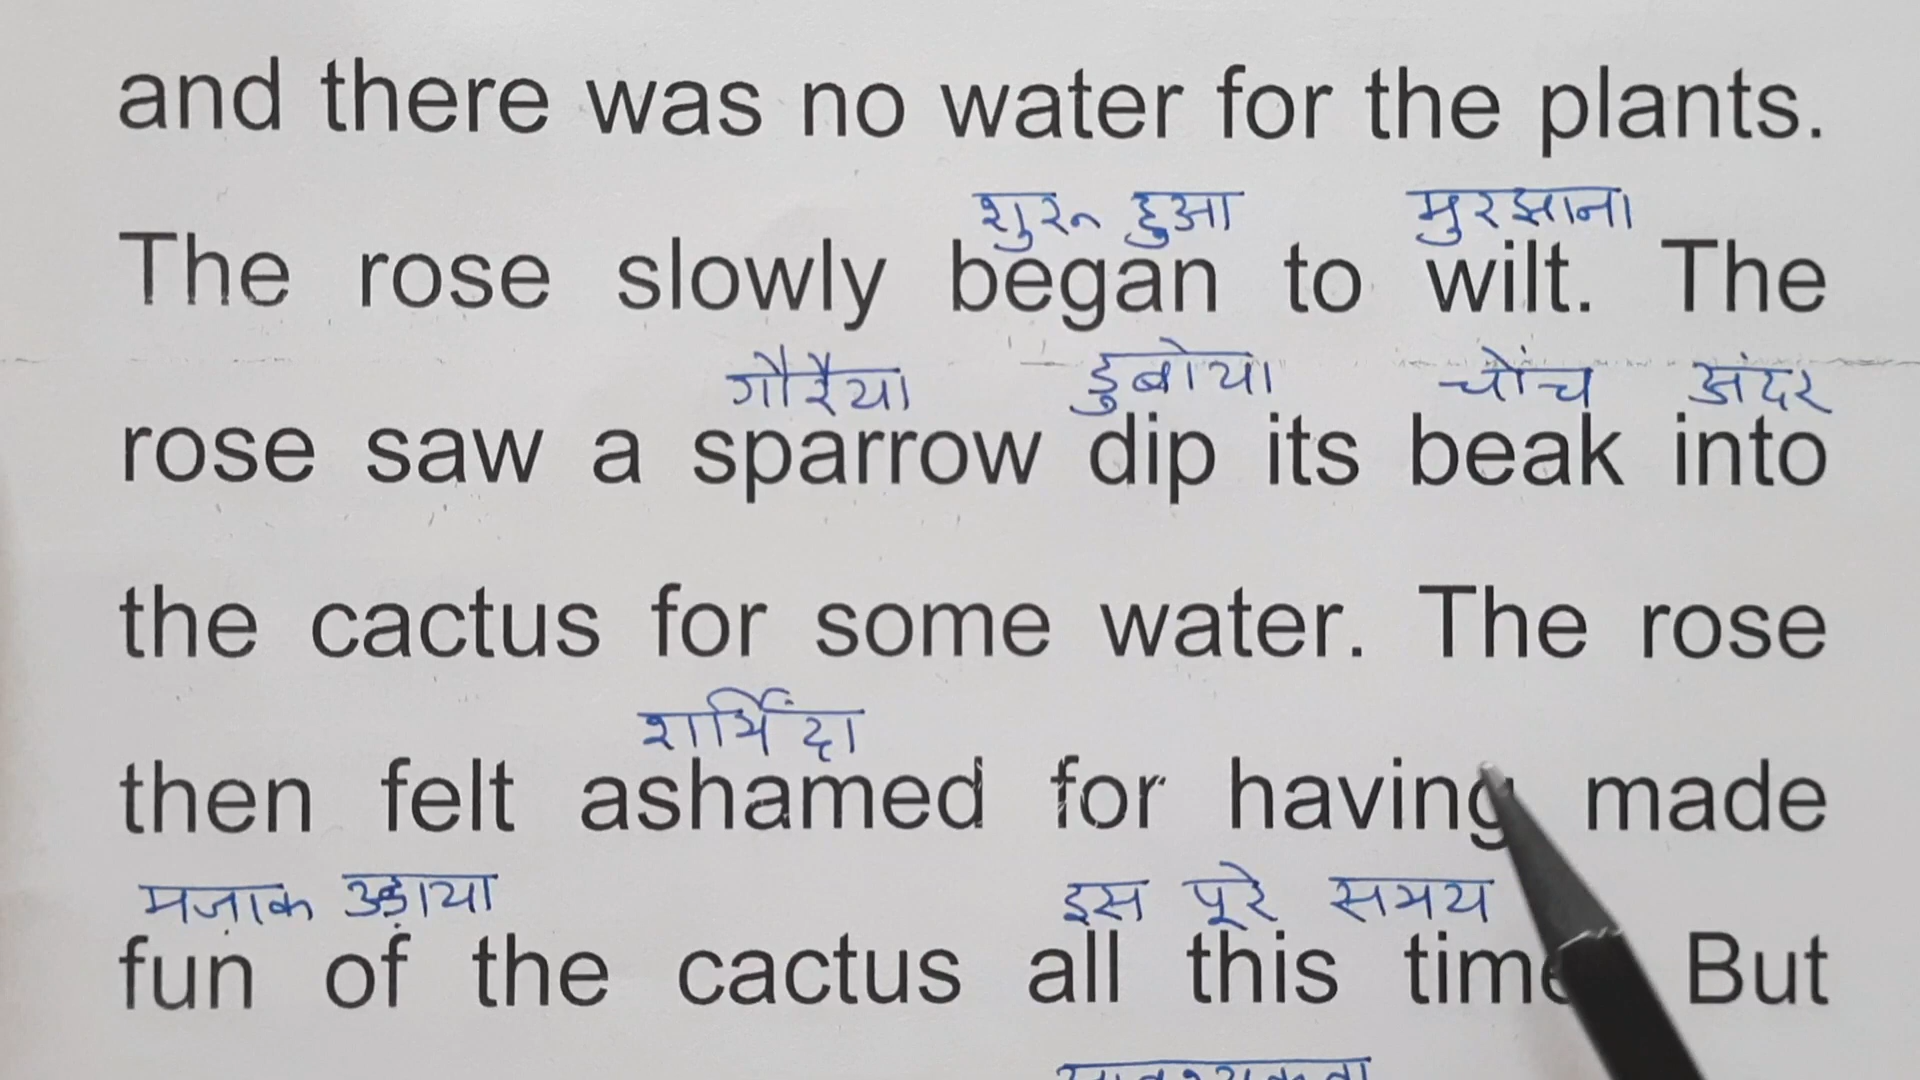 and there was no water for the plants.
शुरू हुआ मुरझाना
The rose slowly began to wilt. The
गौरैया डुबोया चोंच अंदर
rose saw a sparrow dip its beak into
the cactus for some water. The rose
शर्मिंदा
then felt ashamed for having made
मज़ाक उड़ाया इस पूरे समय
fun of the cactus all this time But